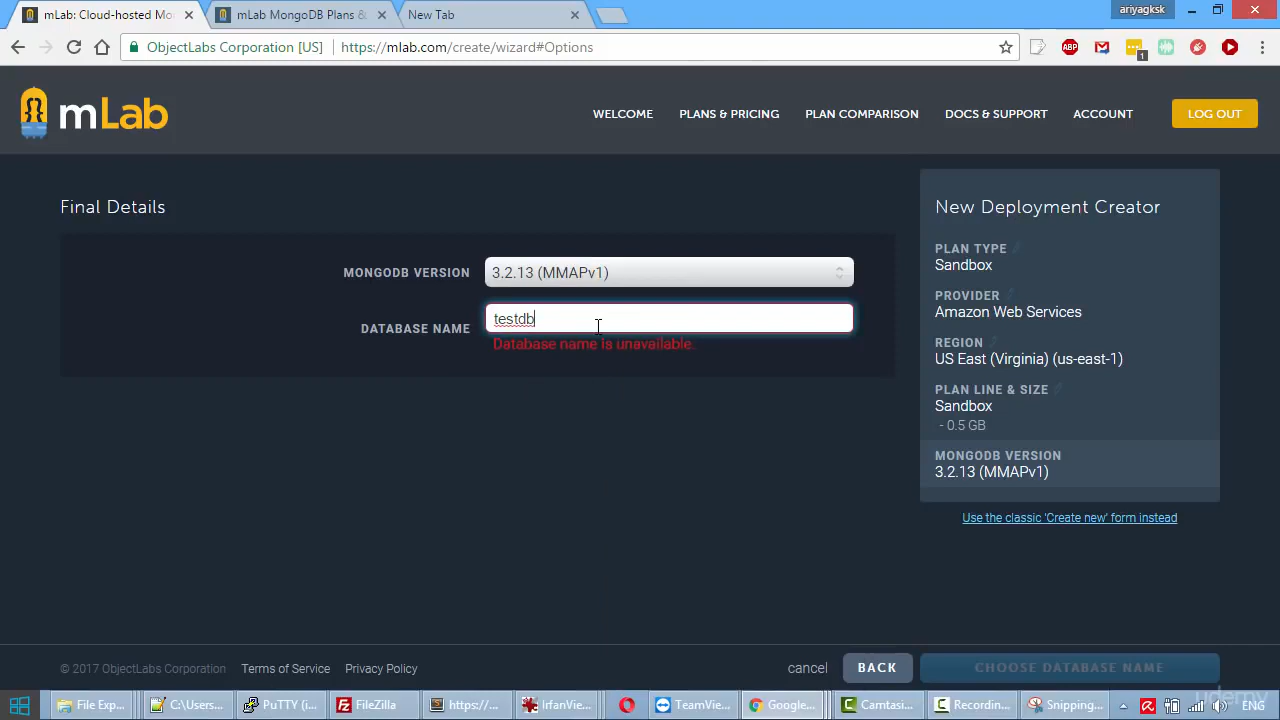 mLab: Cloud-hosted Mo
mLab MongoDB Plans &
New Tab
ariyagksk
ObjectLabs Corporation [US]
https://mlab.com/create/wizard#Options
ABP
1
mLab
WELCOME
PLANS & PRICING
PLAN COMPARISON
DOCS & SUPPORT
ACCOUNT
LOG OUT
Final Details
MONGODB VERSION
3.2.13 (MMAPv1)
DATABASE NAME
testdb
Database name is unavailable.
New Deployment Creator
PLAN TYPE
Sandbox
PROVIDER
Amazon Web Services
REGION
US East (Virginia) (us-east-1)
PLAN LINE & SIZE
Sandbox
- 0.5 GB
MONGODB VERSION
3.2.13 (MMAPv1)
Use the classic 'Create new' form instead
© 2017 ObjectLabs Corporation
Terms of Service
Privacy Policy
cancel
BACK
CHOOSE DATABASE NAME
udemy
File Exp...
C:\Users...
PuTTY (i...
FileZilla
https://...
IrfanVie...
TeamVie...
Google...
Camtasi...
Recordin...
Snipping...
ENG